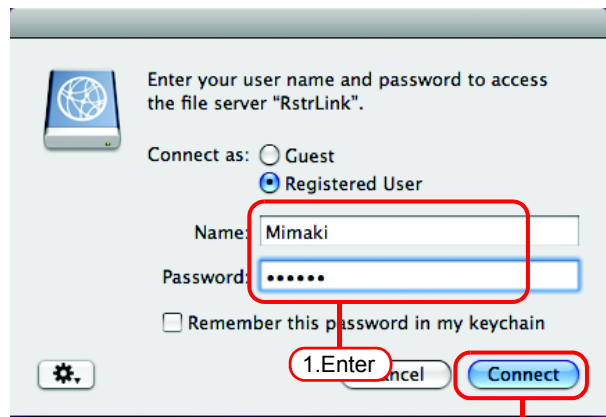 Enter your user name and password to access
the file server “RstrLink”.
Connect as: Guest
Registered User
Name: Mimaki
Password: ••••••
Remember this password in my keychain
1.Enter
ncel
Connect